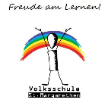 Freude am Lernen!
Volksschule
St. Margarethen